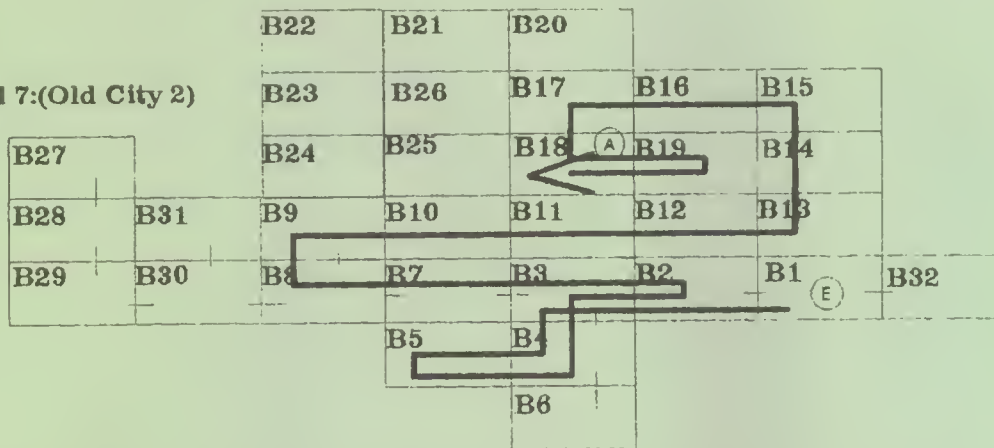 B22 B21 B20
l 7:(Old City 2) B23 B26 B17 B16 B15
B27 B24 B25 B18 A B19 B14
B28 B31 B9 B10 B11 B12 B13
B29 B30 B8 B7 B3 B2 B1 E B32
B5 B4
B6